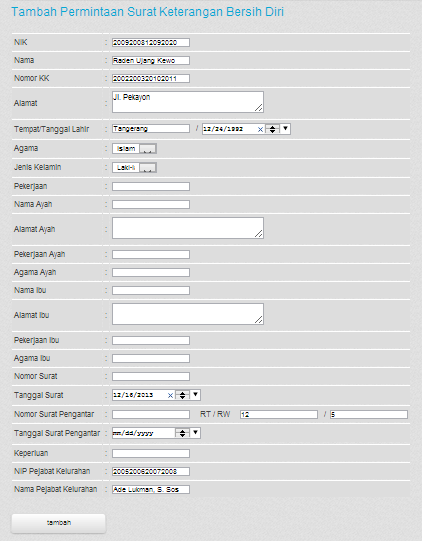 Tambah Permintaan Surat Keterangan Bersih Diri
NIK : 2009200812092020
Nama : Raden Ujang Kewo
Nomor KK : 2002200320102011
Alamat : Jl. Pekayon
Tempat/Tanggal Lahir : Tangerang / 12/24/1992
Agama : Islam
Jenis Kelamin : Laki-l
Pekerjaan :
Nama Ayah :
Alamat Ayah :
Pekerjaan Ayah :
Agama Ayah :
Nama Ibu :
Alamat Ibu :
Pekerjaan Ibu :
Agama Ibu :
Nomor Surat :
Tanggal Surat : 12/16/2013
Nomor Surat Pengantar : RT / RW 12 / 5
Tanggal Surat Pengantar : mm/dd/yyyy
Keperluan :
NIP Pejabat Kelurahan : 2005200620072008
Nama Pejabat Kelurahan : Ade Lukman, S. Sos
tambah